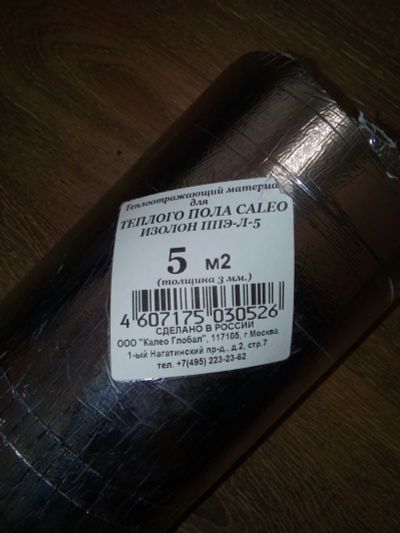 Теплоотражающий материал
для
ТЕПЛОГО ПОЛА CALEO
ИЗОЛОН ППЭ-Л-5
5 м2
(толщина 3 мм.)
4 607175 030526
СДЕЛАНО В РОССИИ
ООО "Калео Глобал", 117105, г.Москва
1-ый Нагатинский пр-д., д.2, стр.7
тел. +7(495) 223-23-62